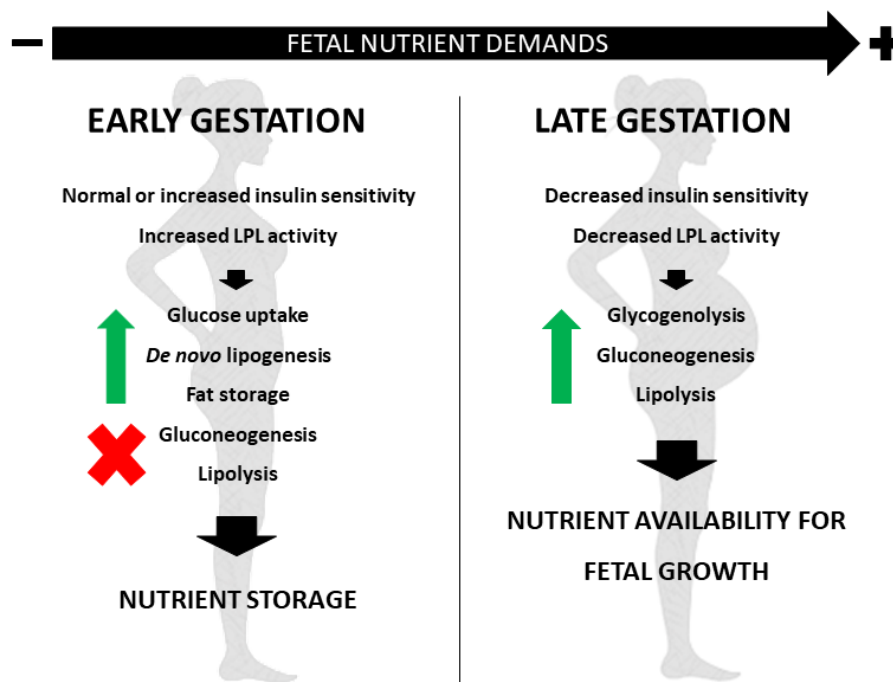 FETAL NUTRIENT DEMANDS
EARLY GESTATION
Normal or increased insulin sensitivity
Increased LPL activity
Glucose uptake
De novo lipogenesis
Fat storage
Gluconeogenesis
Lipolysis
NUTRIENT STORAGE
LATE GESTATION
Decreased insulin sensitivity
Decreased LPL activity
Glycogenolysis
Gluconeogenesis
Lipolysis
NUTRIENT AVAILABILITY FOR
FETAL GROWTH